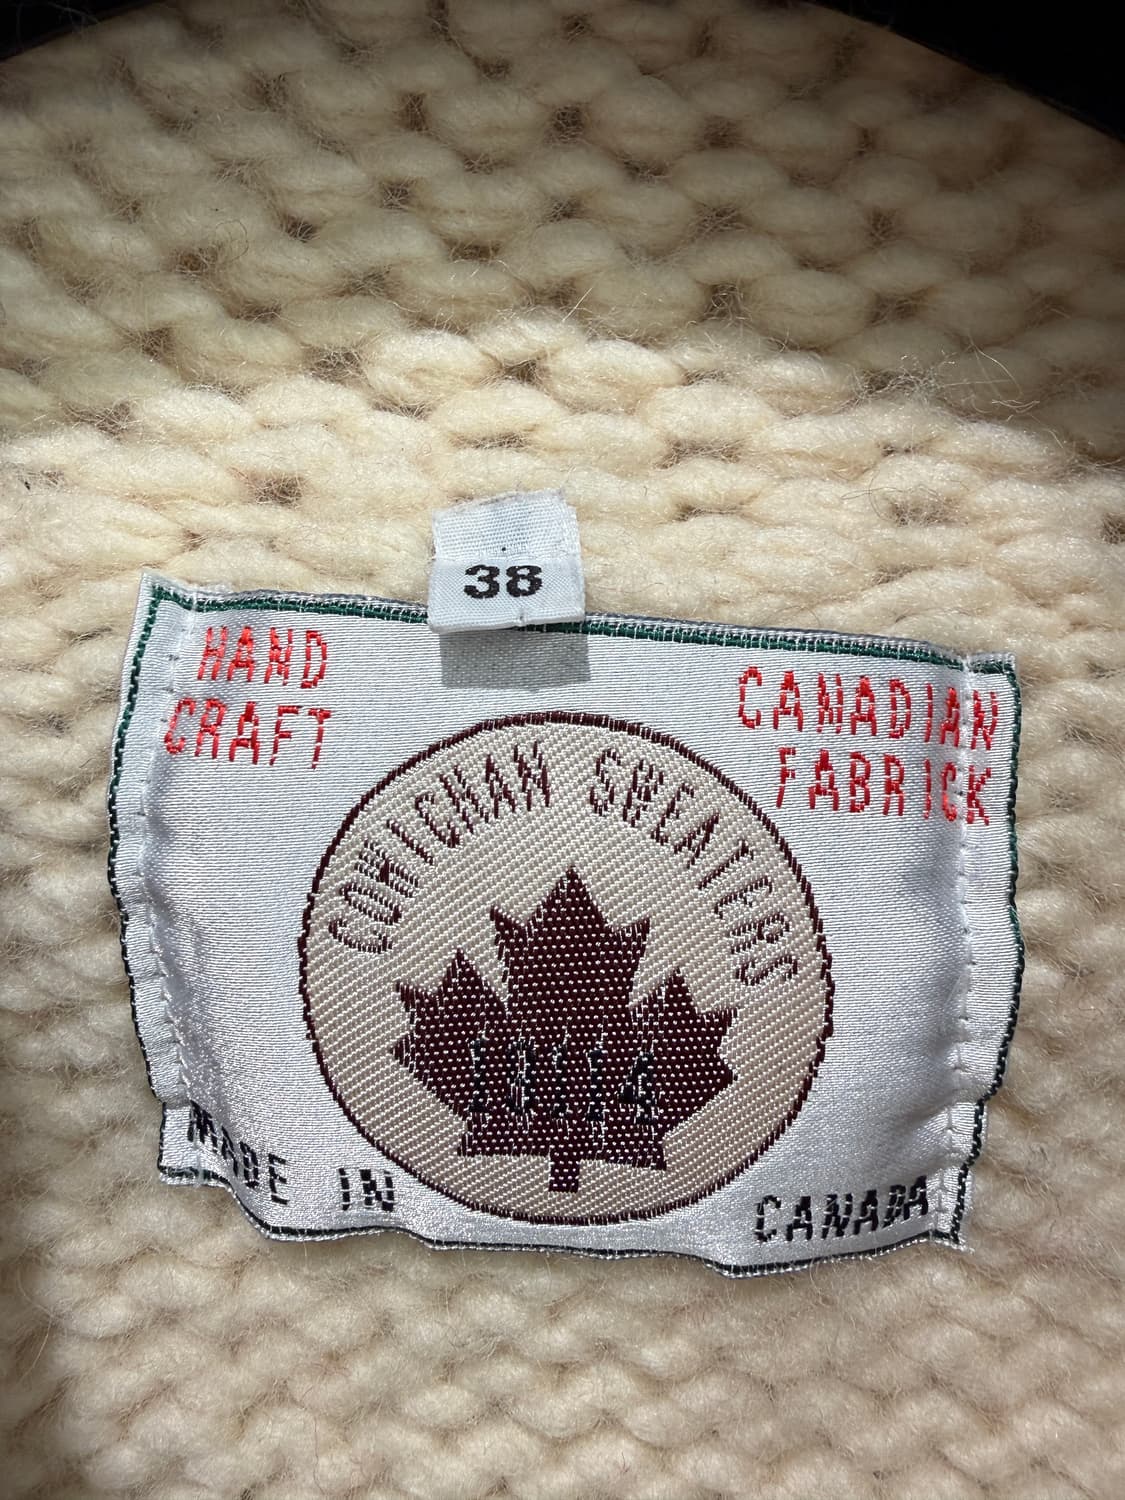 38
HAND
CRAFT
CANADIAN
FABRICK
COWICHAN SWEATERS
MADE IN CANADA